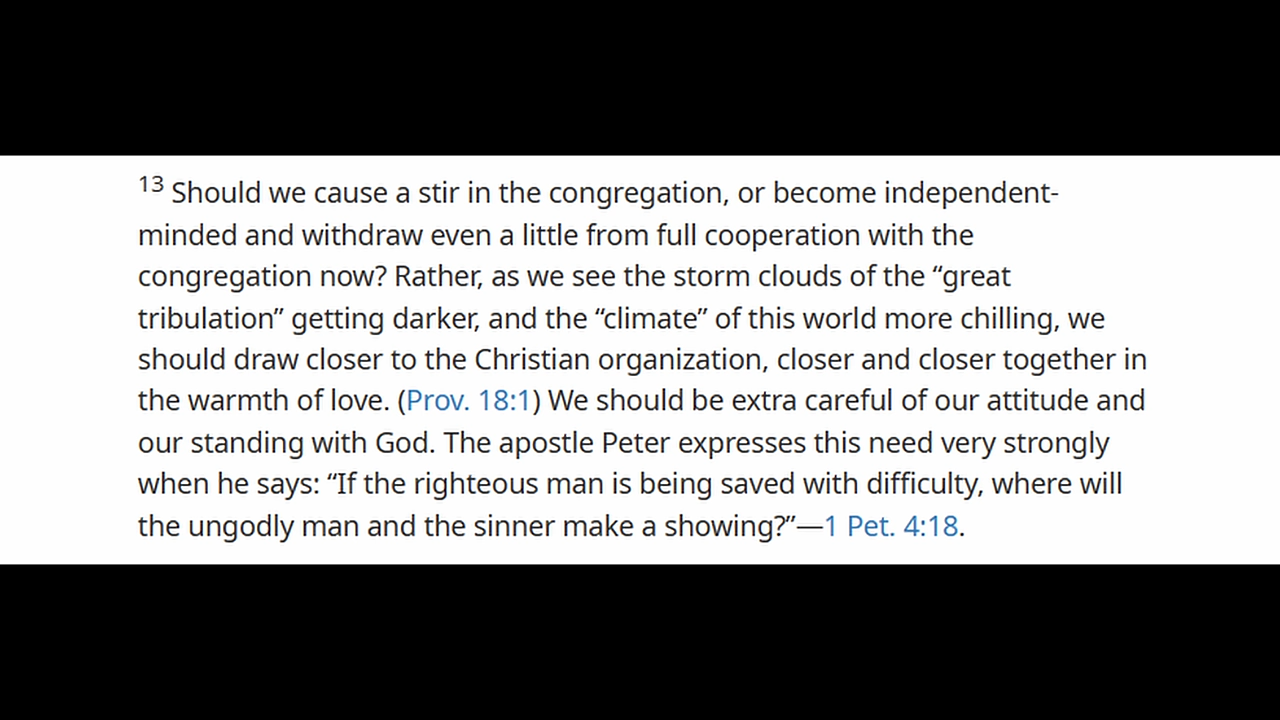 13 Should we cause a stir in the congregation, or become independent-
minded and withdraw even a little from full cooperation with the
congregation now? Rather, as we see the storm clouds of the “great
tribulation” getting darker, and the “climate” of this world more chilling, we
should draw closer to the Christian organization, closer and closer together in
the warmth of love. (Prov. 18:1) We should be extra careful of our attitude and
our standing with God. The apostle Peter expresses this need very strongly
when he says: “If the righteous man is being saved with difficulty, where will
the ungodly man and the sinner make a showing?”—1 Pet. 4:18.